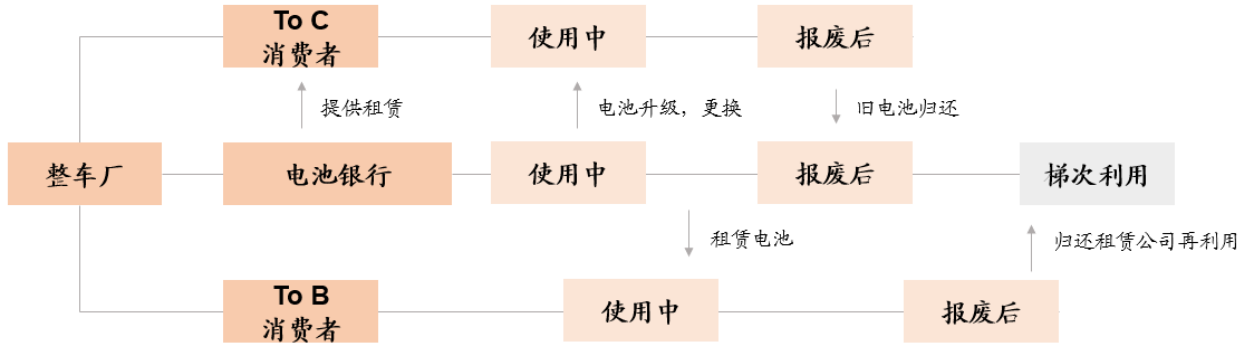 To C
消费者
使用中
报废后
提供租赁
电池升级，更换
旧电池归还
整车厂
电池银行
使用中
报废后
梯次利用
租赁电池
归还租赁公司再利用
To B
消费者
使用中
报废后